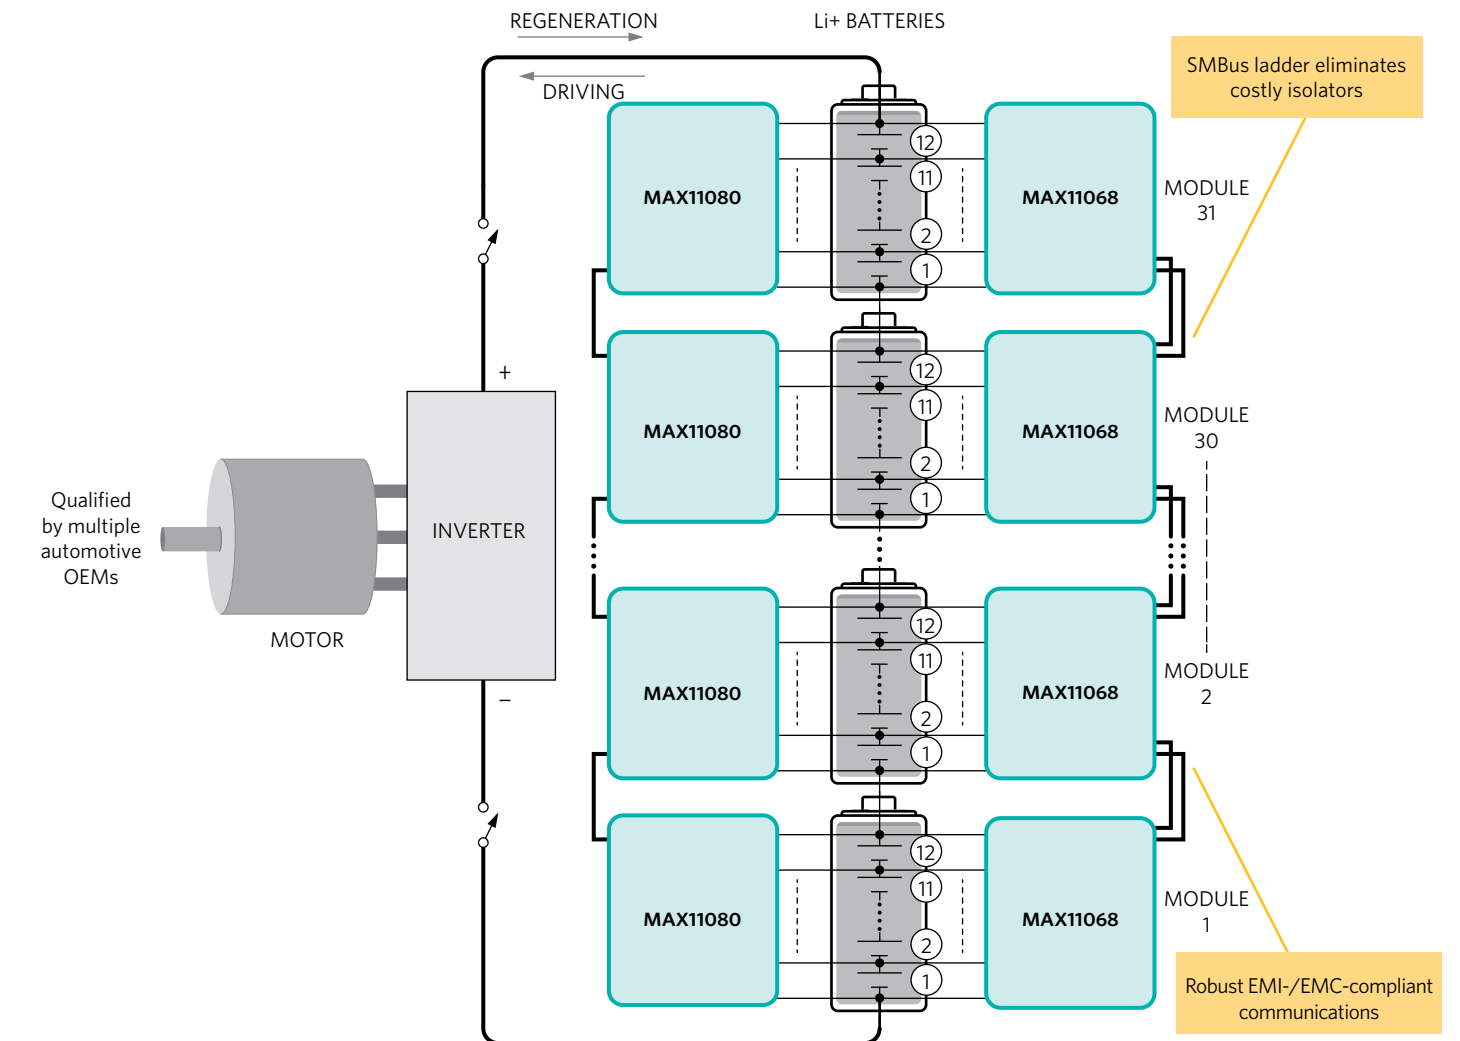 REGENERATION
Li+ BATTERIES
DRIVING
SMBus ladder eliminates
costly isolators
MAX11080
12
11
2
1
MAX11068
MODULE
31
MAX11080
12
11
2
1
MAX11068
MODULE
30
+
INVERTER
−
Qualified
by multiple
automotive
OEMs
MOTOR
MAX11080
12
11
2
1
MAX11068
MODULE
2
MAX11080
12
11
2
1
MAX11068
MODULE
1
Robust EMI-/EMC-compliant
communications